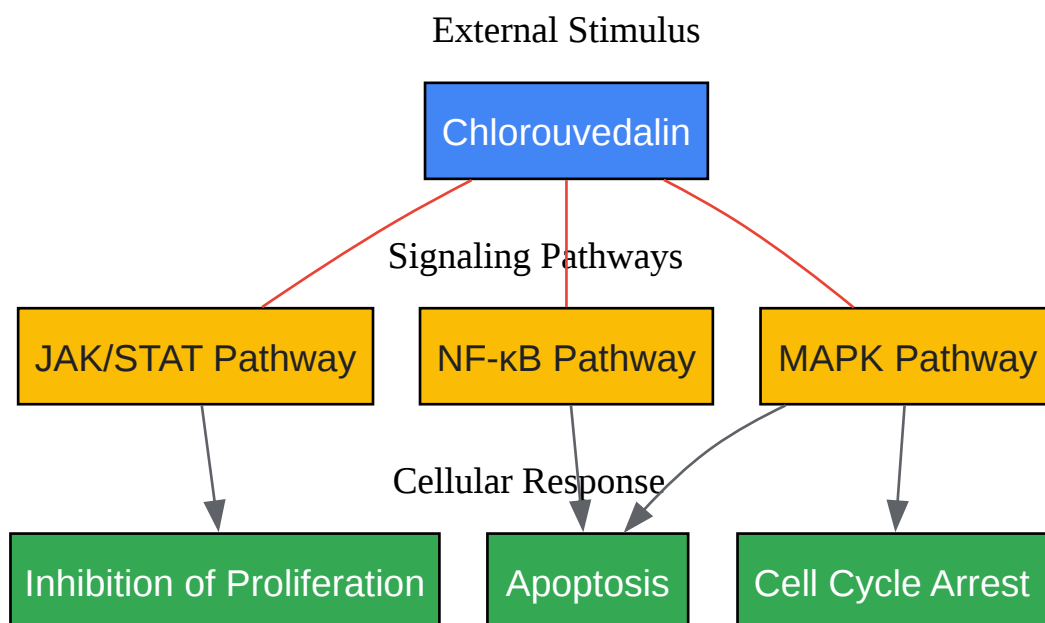 External Stimulus
Chlorouvedalin
Signaling Pathways
JAK/STAT Pathway
NF-κB Pathway
MAPK Pathway
Cellular Response
Inhibition of Proliferation
Apoptosis
Cell Cycle Arrest